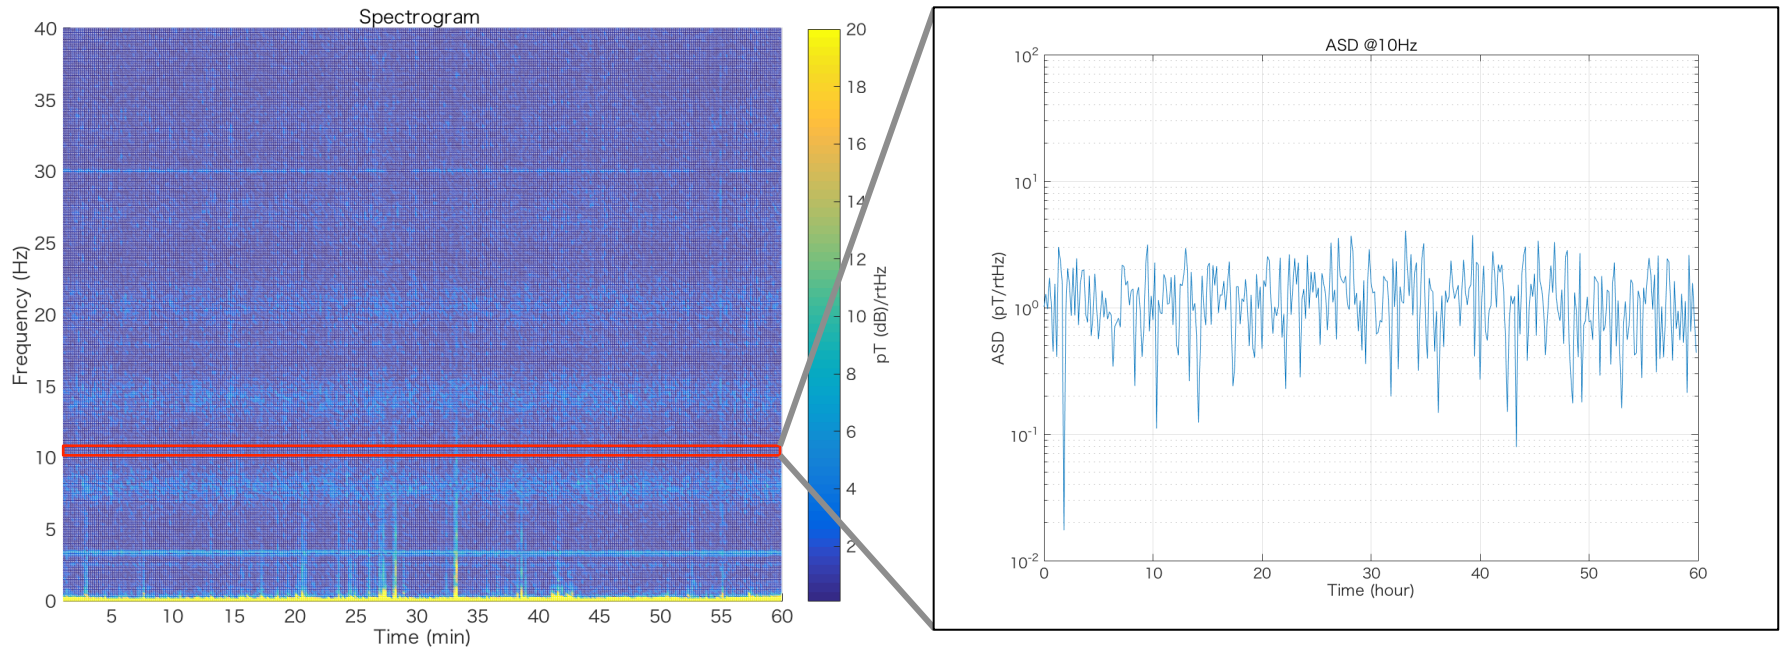 Spectrogram
40
35
30
25
20
15
10
5
0
Frequency (Hz)
5 10 15 20 25 30 35 40 45 50 55 60
Time (min)
20
18
16
14
12
10
8
6
4
2
pT (dB)/rtHz
ASD @10Hz
10²
10¹
10⁰
10⁻¹
10⁻²
ASD (pT/rtHz)
0 10 20 30 40 50 60
Time (hour)